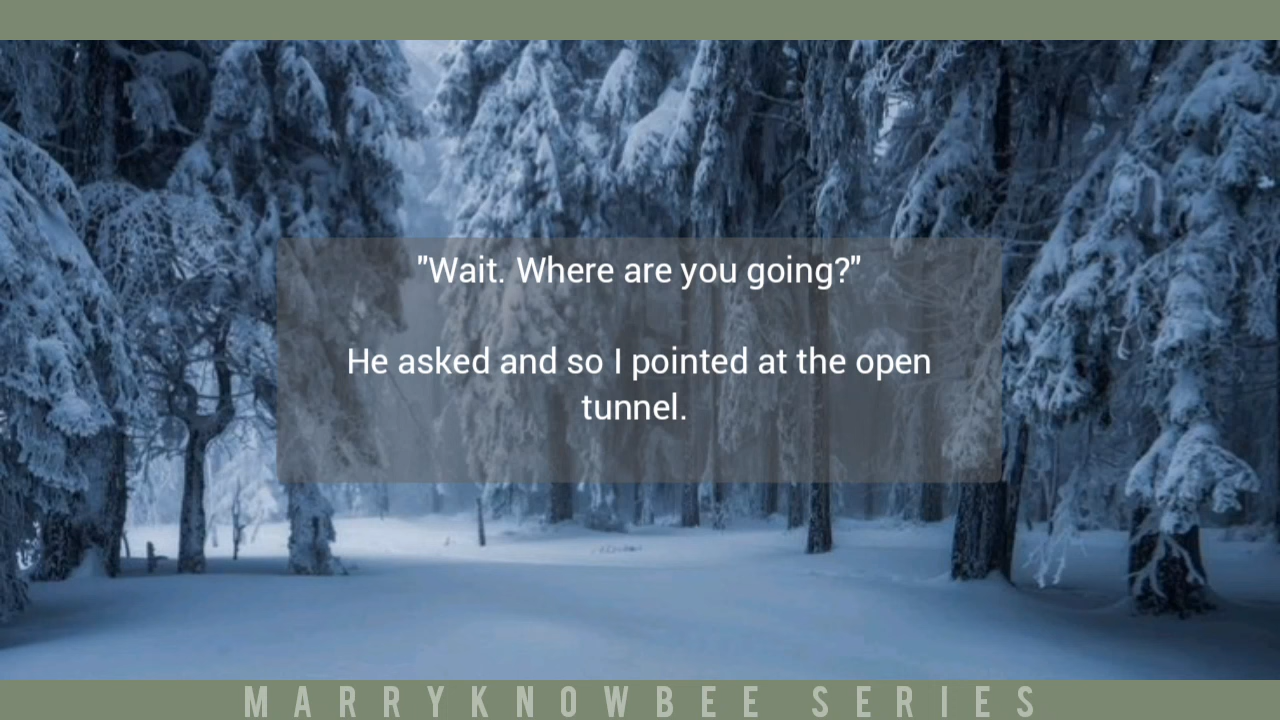 "Wait. Where are you going?"
He asked and so I pointed at the open
tunnel.
MARRYKNOWBEE SERIES